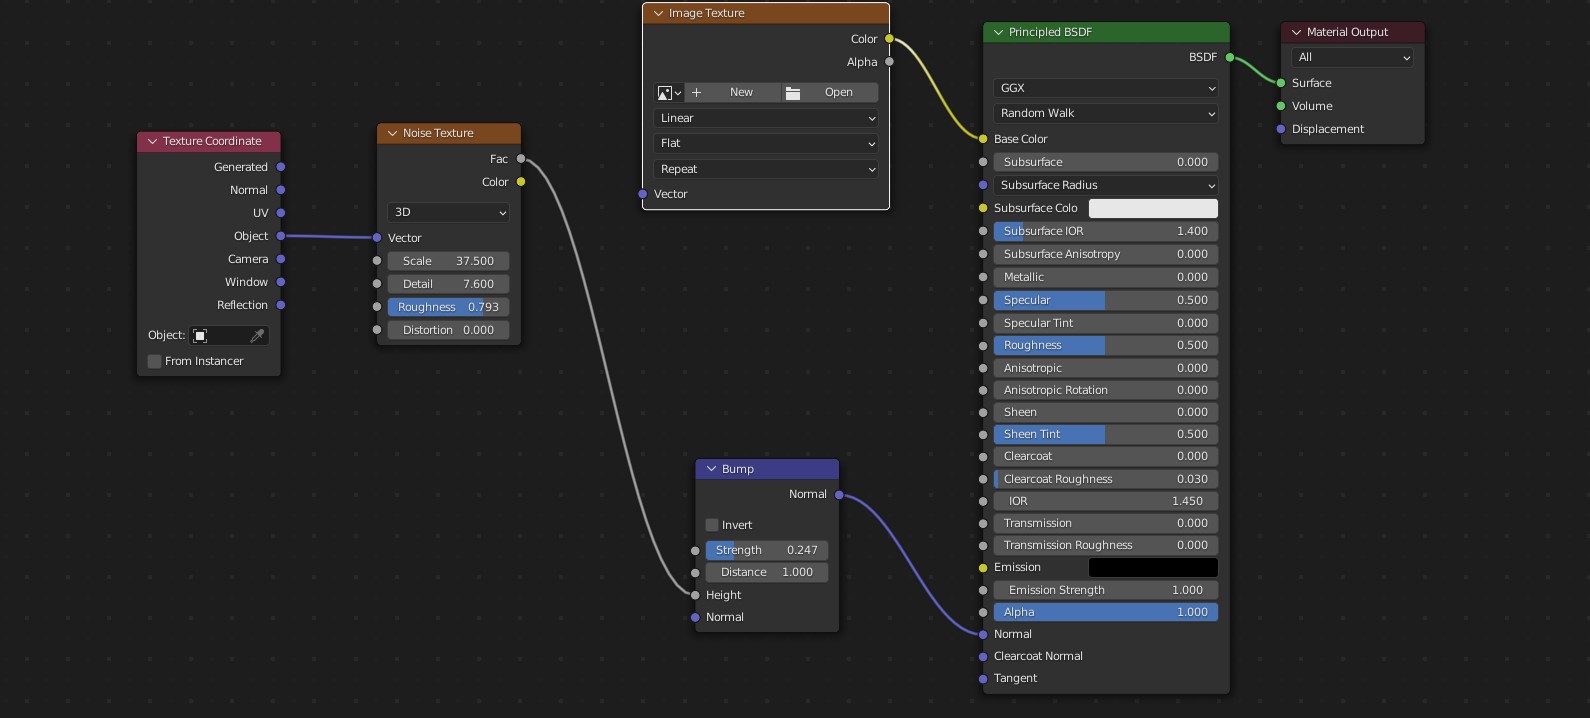 Texture Coordinate
Generated
Normal
UV
Object
Camera
Window
Reflection
Object:
From Instancer
Noise Texture
Fac
Color
3D
Vector
Scale 37.500
Detail 7.600
Roughness 0.793
Distortion 0.000
Image Texture
Color
Alpha
New Open
Linear
Flat
Repeat
Vector
Bump
Normal
Invert
Strength 0.247
Distance 1.000
Height
Normal
Principled BSDF
BSDF
GGX
Random Walk
Base Color
Subsurface 0.000
Subsurface Radius
Subsurface Colo
Subsurface IOR 1.400
Subsurface Anisotropy 0.000
Metallic 0.000
Specular 0.500
Specular Tint 0.000
Roughness 0.500
Anisotropic 0.000
Anisotropic Rotation 0.000
Sheen 0.000
Sheen Tint 0.500
Clearcoat 0.000
Clearcoat Roughness 0.030
IOR 1.450
Transmission 0.000
Transmission Roughness 0.000
Emission
Emission Strength 1.000
Alpha 1.000
Normal
Clearcoat Normal
Tangent
Material Output
All
Surface
Volume
Displacement